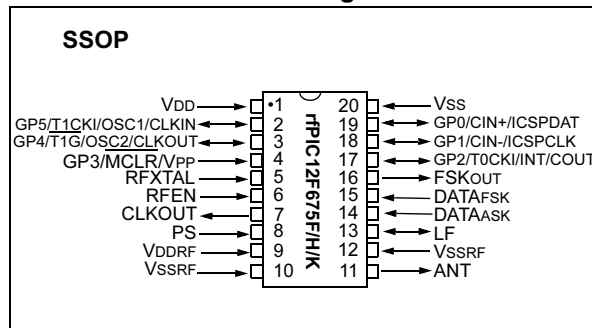 SSOP
VDD •1 20 VSS
GP5/T1CKI/OSC1/CLKIN 2 19 GP0/CIN+/ICSPDAT
GP4/T1G/OSC2/CLKOUT 3 18 GP1/CIN-/ICSPCLK
GP3/MCLR/VPP 4 17 GP2/T0CKI/INT/COUT
RFXTAL 5 16 FSKOUT
RFEN 6 15 DATAFSK
CLKOUT 7 14 DATAASK
PS 8 13 LF
VDDRF 9 12 VSSRF
VSSRF 10 11 ANT
rfPIC12F675F/H/K